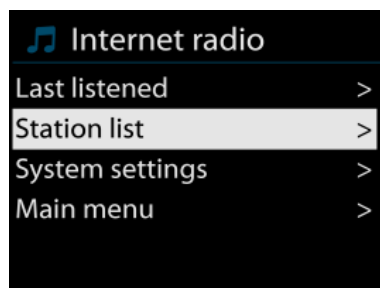 Internet radio
Last listened >
Station list >
System settings >
Main menu >